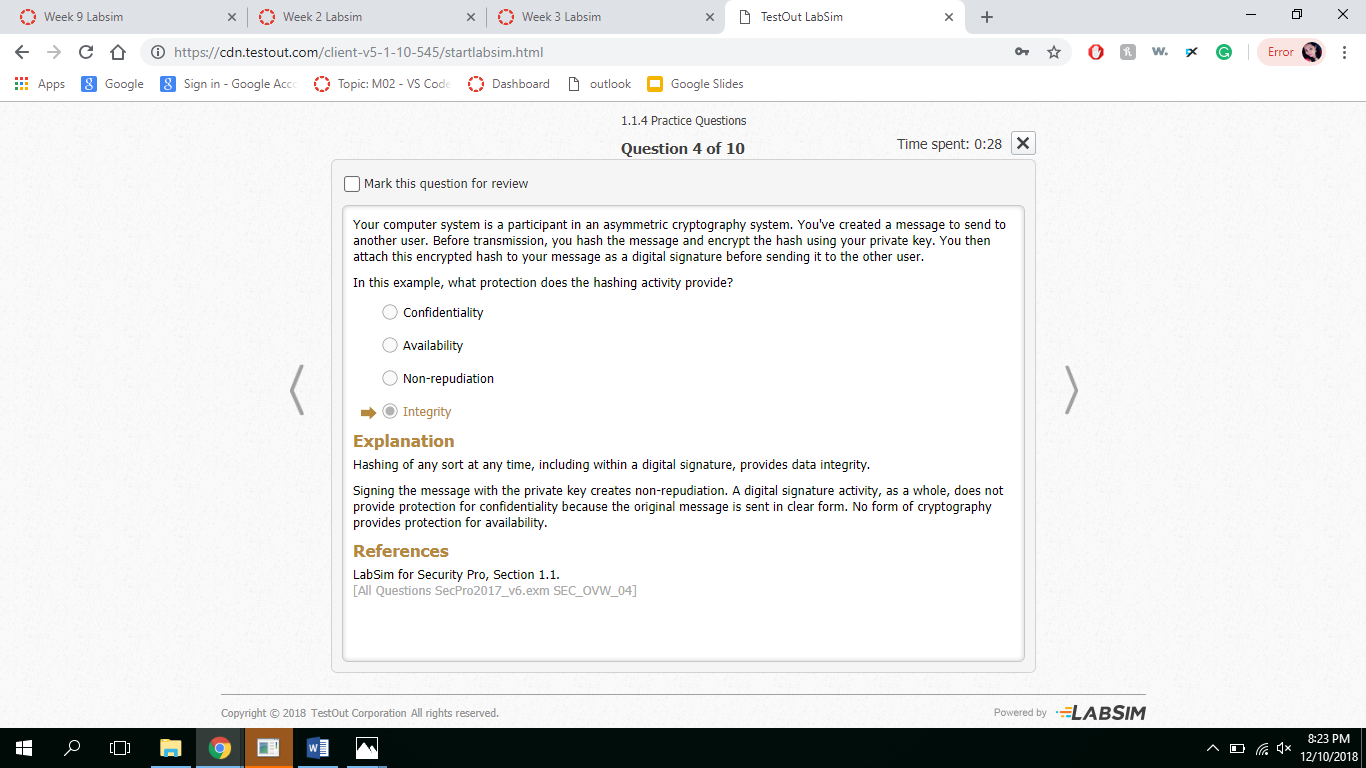 Week 9 Labsim
Week 2 Labsim
Week 3 Labsim
TestOut LabSim
https://cdn.testout.com/client-v5-1-10-545/startlabsim.html
Error
Apps
Google
Sign in - Google Acco
Topic: M02 - VS Code
Dashboard
outlook
Google Slides
1.1.4 Practice Questions
Question 4 of 10
Time spent: 0:28
Mark this question for review
Your computer system is a participant in an asymmetric cryptography system. You've created a message to send to
another user. Before transmission, you hash the message and encrypt the hash using your private key. You then
attach this encrypted hash to your message as a digital signature before sending it to the other user.
In this example, what protection does the hashing activity provide?
Confidentiality
Availability
Non-repudiation
Integrity
Explanation
Hashing of any sort at any time, including within a digital signature, provides data integrity.
Signing the message with the private key creates non-repudiation. A digital signature activity, as a whole, does not
provide protection for confidentiality because the original message is sent in clear form. No form of cryptography
provides protection for availability.
References
LabSim for Security Pro, Section 1.1.
[All Questions SecPro2017_v6.exm SEC_OVW_04]
Copyright © 2018 TestOut Corporation All rights reserved.
Powered by LABSIM
8:23 PM
12/10/2018